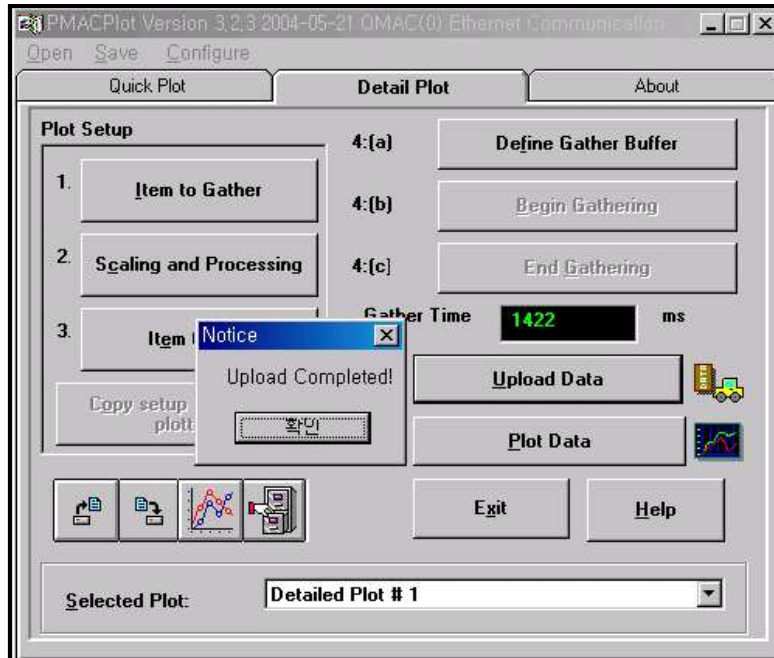 PMACPlot Version 3,2,3 2004-05-21 QMAC(0) Ethernet Communication
Open Save Configure
Quick Plot
Detail Plot
About
Plot Setup
1. Item to Gather
2. Scaling and Processing
3. Item
Copy setup
plott
4:(a) Define Gather Buffer
4:(b) Begin Gathering
4:(c) End Gathering
Gather Time 1422 ms
Notice
Upload Completed!
확인
Upload Data
DATA
Plot Data
Exit
Help
Selected Plot: Detailed Plot # 1